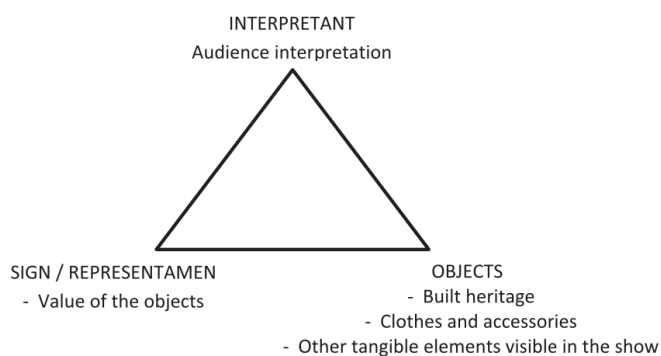 INTERPRETANT
Audience interpretation
SIGN / REPRESENTAMEN
- Value of the objects
OBJECTS
- Built heritage
- Clothes and accessories
- Other tangible elements visible in the show